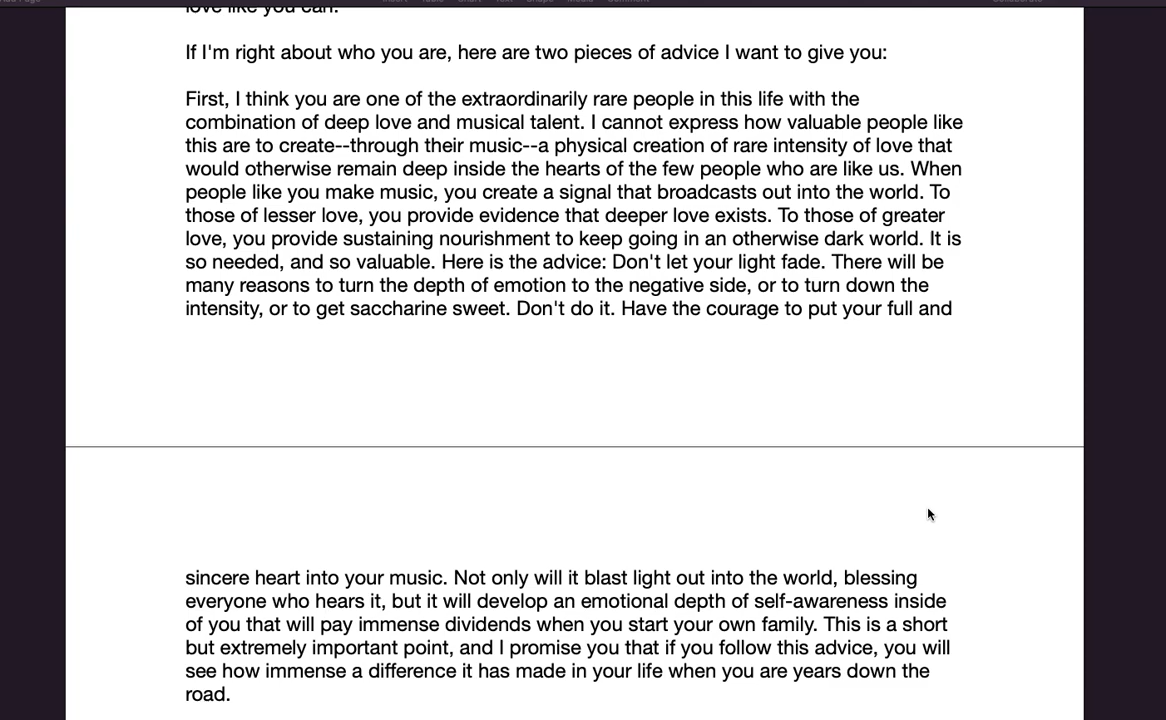 love like you can.
If I'm right about who you are, here are two pieces of advice I want to give you:
First, I think you are one of the extraordinarily rare people in this life with the
combination of deep love and musical talent. I cannot express how valuable people like
this are to create--through their music--a physical creation of rare intensity of love that
would otherwise remain deep inside the hearts of the few people who are like us. When
people like you make music, you create a signal that broadcasts out into the world. To
those of lesser love, you provide evidence that deeper love exists. To those of greater
love, you provide sustaining nourishment to keep going in an otherwise dark world. It is
so needed, and so valuable. Here is the advice: Don't let your light fade. There will be
many reasons to turn the depth of emotion to the negative side, or to turn down the
intensity, or to get saccharine sweet. Don't do it. Have the courage to put your full and
sincere heart into your music. Not only will it blast light out into the world, blessing
everyone who hears it, but it will develop an emotional depth of self-awareness inside
of you that will pay immense dividends when you start your own family. This is a short
but extremely important point, and I promise you that if you follow this advice, you will
see how immense a difference it has made in your life when you are years down the
road.